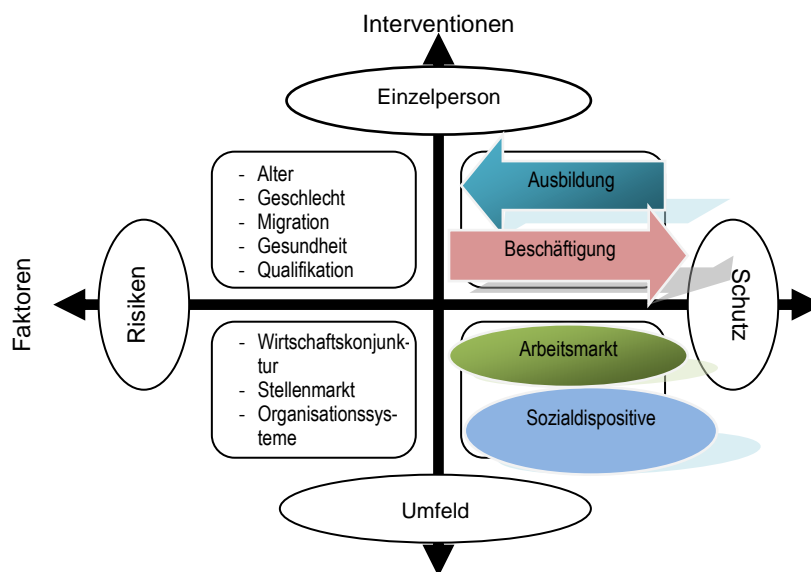 Interventionen
Einzelperson
- Alter
- Geschlecht
- Migration
- Gesundheit
- Qualifikation
Ausbildung
Beschäftigung
Faktoren
Risiken
Schutz
- Wirtschaftskonjunk-
tur
- Stellenmarkt
- Organisationssys-
teme
Arbeitsmarkt
Sozialdispositive
Umfeld